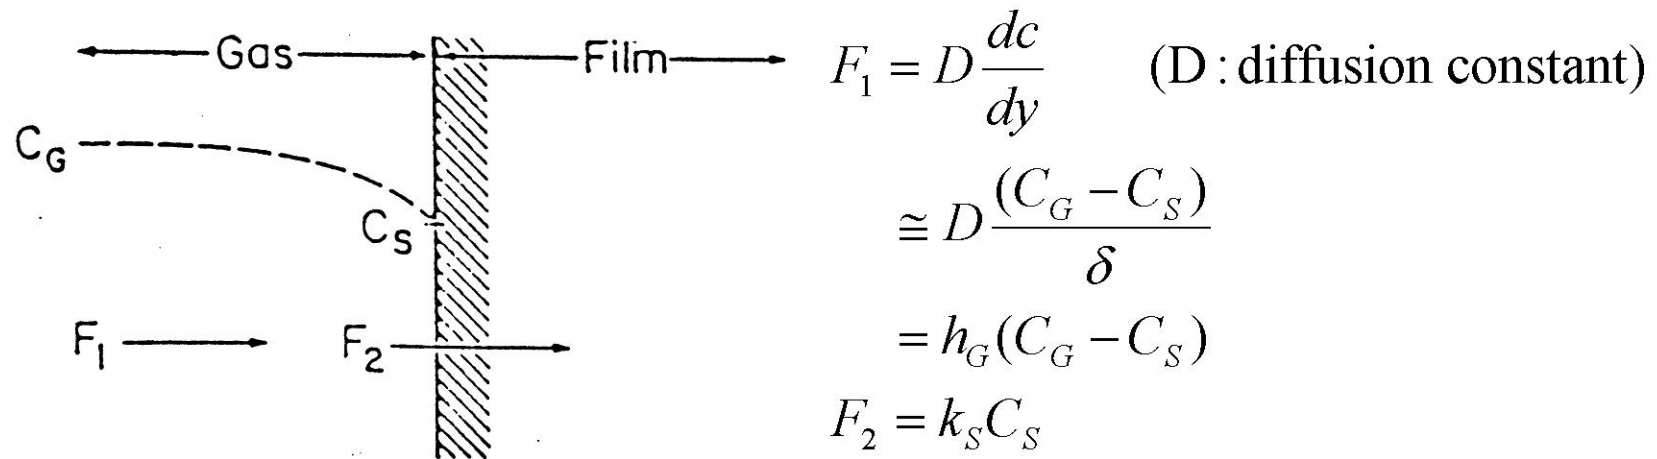 Gas
Film
C_G
C_S
F_1
F_2
F_1 = D dc/dy (D : diffusion constant)
≅ D (C_G − C_S)/δ
= h_G(C_G − C_S)
F_2 = k_S C_S